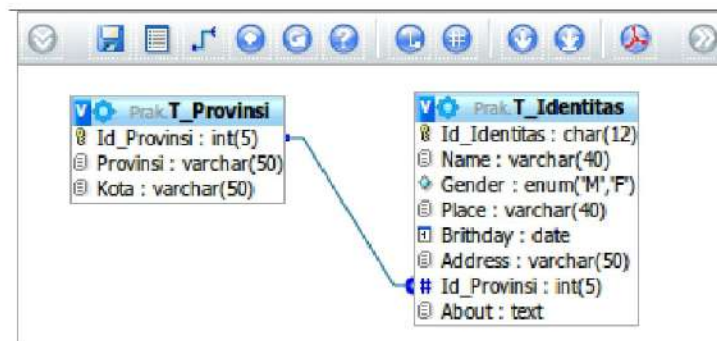 Prak.T_Provinsi
Id_Provinsi : int(5)
Provinsi : varchar(50)
Kota : varchar(50)
Prak.T_Identitas
Id_Identitas : char(12)
Name : varchar(40)
Gender : enum('M','F')
Place : varchar(40)
Brithday : date
Address : varchar(50)
# Id_Provinsi : int(5)
About : text